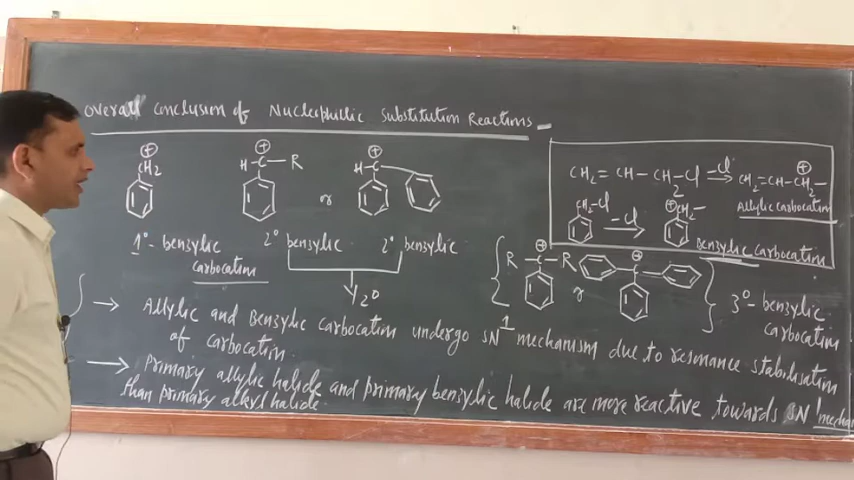 Overall conclusion of Nucleophilic Substitution Reactions
CH2 = CH - CH2 - Cl -Cl → CH2=CH-CH2 ⊕
Allylic Carbocation
CH2-Cl -Cl → ⊕ CH2
Benzylic Carbocation
⊕ CH2
H-C-R ⊕
or
H-C ⊕
1°- benzylic carbocation
2° benzylic
2° benzylic
2°
R - C - R ⊕
or
⊕ C
3°- benzylic
carbocation
→ Allylic and Benzylic carbocation undergo SN1 mechanism due to resonance stabilisation
of carbocation.
→ Primary allylic halide and primary benzylic halide are more reactive towards SN1
than primary alkyl halide.